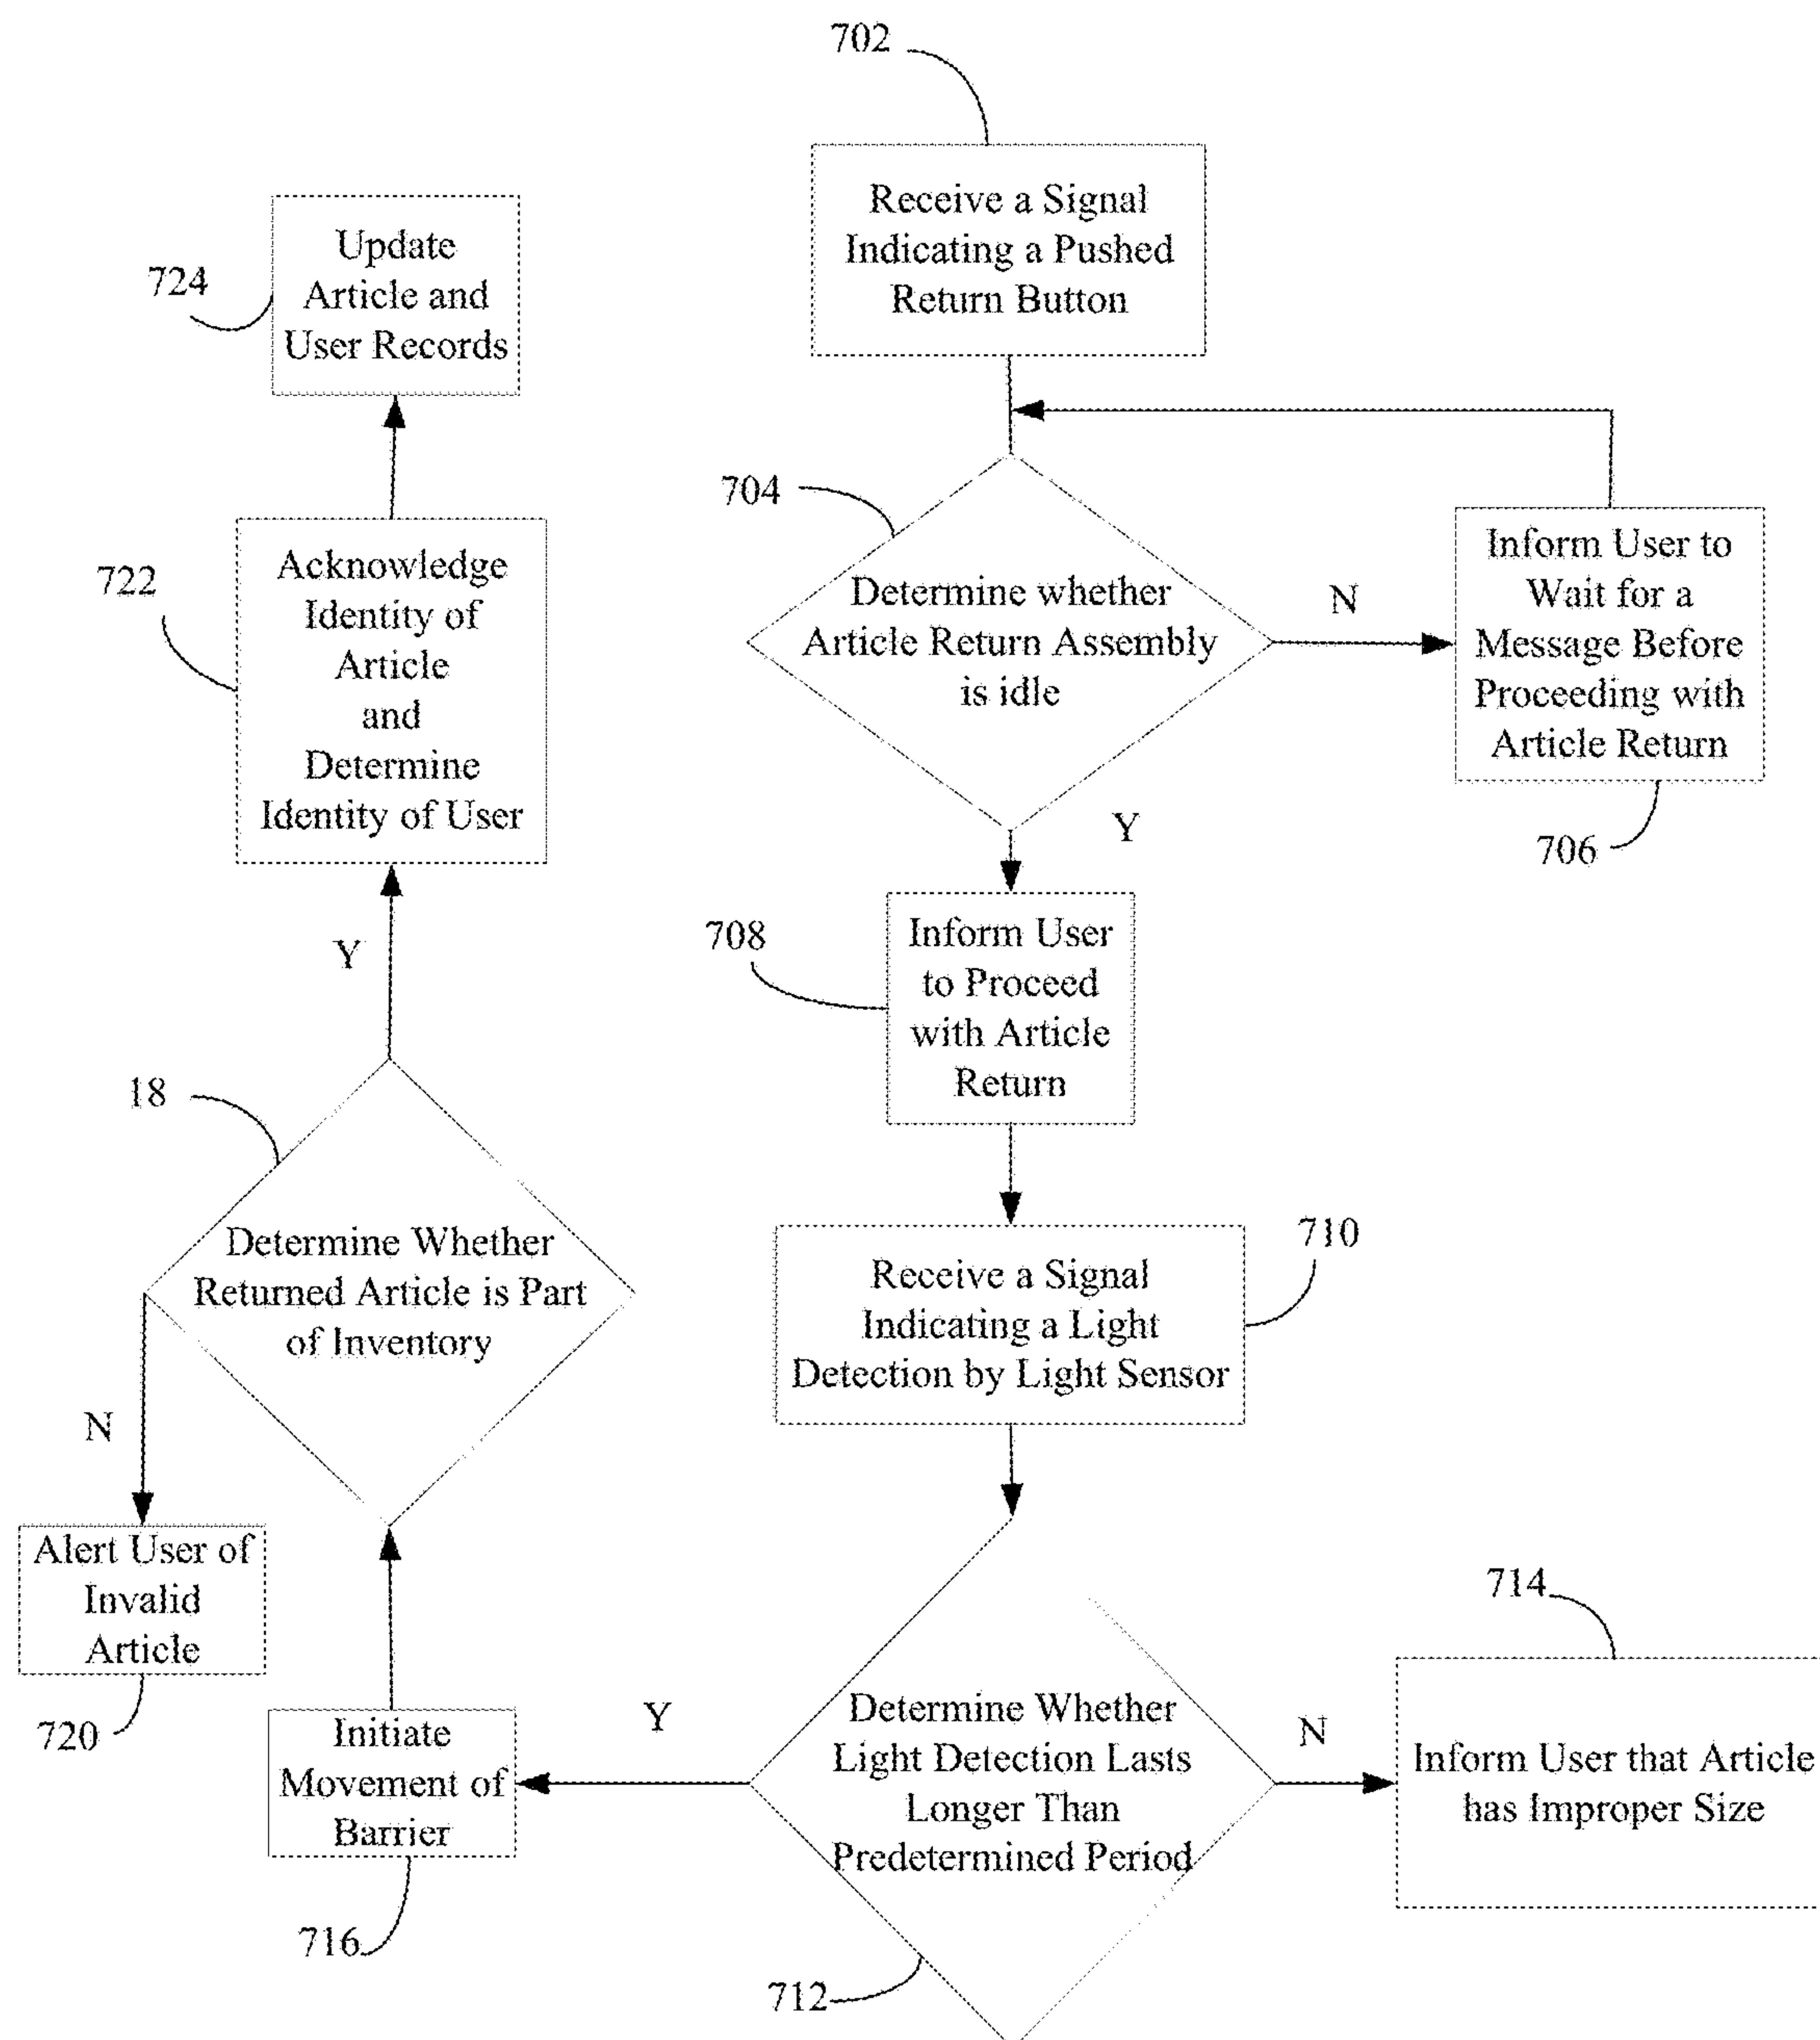 702
Receive a Signal
Indicating a Pushed
Return Button
704
Determine whether
Article Return Assembly
is idle
N
Inform User to
Wait for a
Message Before
Proceeding with
Article Return
706
Y
708
Inform User
to Proceed
with Article
Return
710
Receive a Signal
Indicating a Light
Detection by Light Sensor
712
Determine Whether
Light Detection Lasts
Longer Than
Predetermined Period
N
714
Inform User that Article
has Improper Size
Y
Initiate
Movement of
Barrier
716
18
Determine Whether
Returned Article is Part
of Inventory
N
Alert User of
Invalid
Article
720
Y
722
Acknowledge
Identity of
Article
and
Determine
Identity of User
724
Update
Article and
User Records